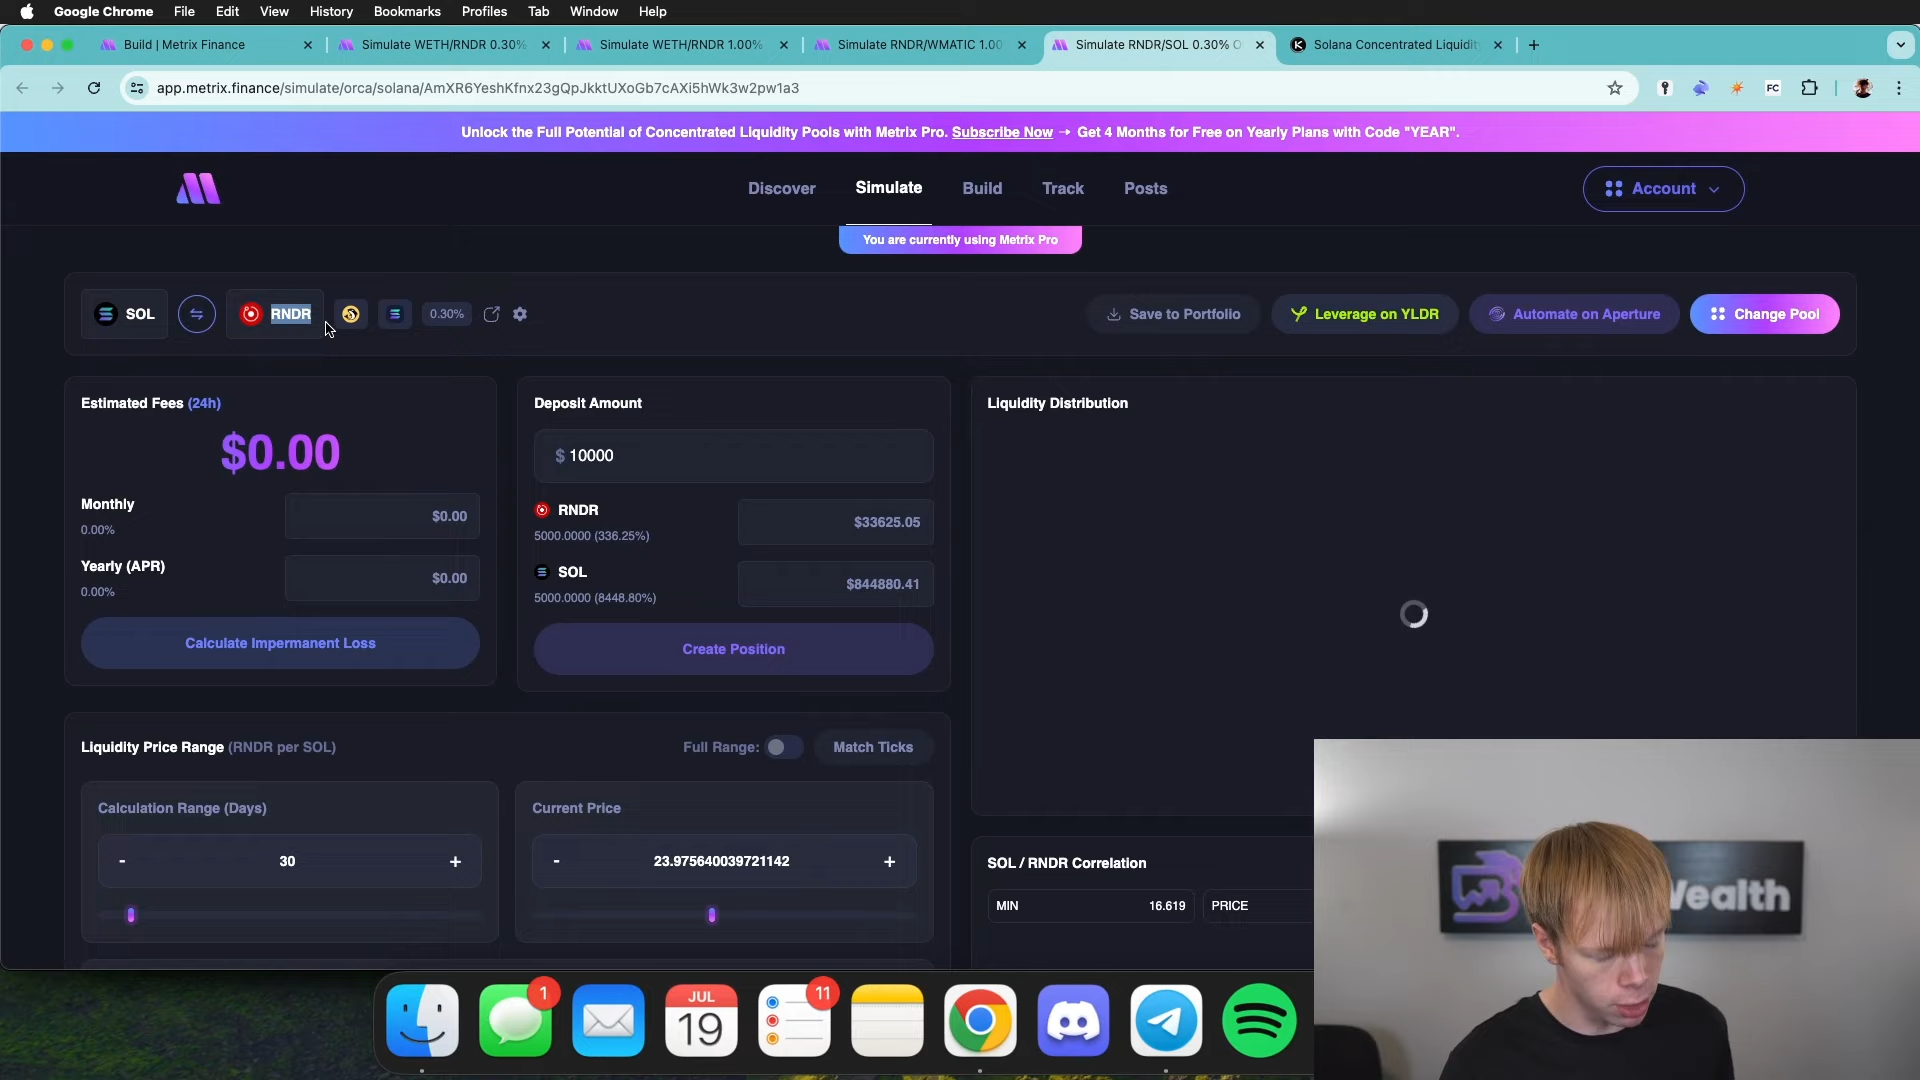 Google Chrome File Edit View History Bookmarks Profiles Tab Window Help
Build | Metrix Finance
Simulate WETH/RNDR 0.30%
Simulate WETH/RNDR 1.00%
Simulate RNDR/WMATIC 1.00
Simulate RNDR/SOL 0.30% O
Solana Concentrated Liquidit
app.metrix.finance/simulate/orca/solana/AmXR6YeshKfnx23gQpJkktUXoGb7cAXi5hWk3w2pw1a3
FC
Unlock the Full Potential of Concentrated Liquidity Pools with Metrix Pro. Subscribe Now → Get 4 Months for Free on Yearly Plans with Code "YEAR".
Discover Simulate Build Track Posts
Account
You are currently using Metrix Pro
SOL
RNDR
0.30%
Save to Portfolio
Leverage on YLDR
Automate on Aperture
Change Pool
Estimated Fees (24h)
$0.00
Monthly
0.00%
$0.00
Yearly (APR)
0.00%
$0.00
Calculate Impermanent Loss
Deposit Amount
$ 10000
RNDR
5000.0000 (336.25%)
$33625.05
SOL
5000.0000 (8448.80%)
$844880.41
Create Position
Liquidity Distribution
Liquidity Price Range (RNDR per SOL)
Full Range:
Match Ticks
Calculation Range (Days)
- 30 +
Current Price
- 23.975640039721142 +
SOL / RNDR Correlation
MIN 16.619
PRICE
ealth
1
JUL
19
11